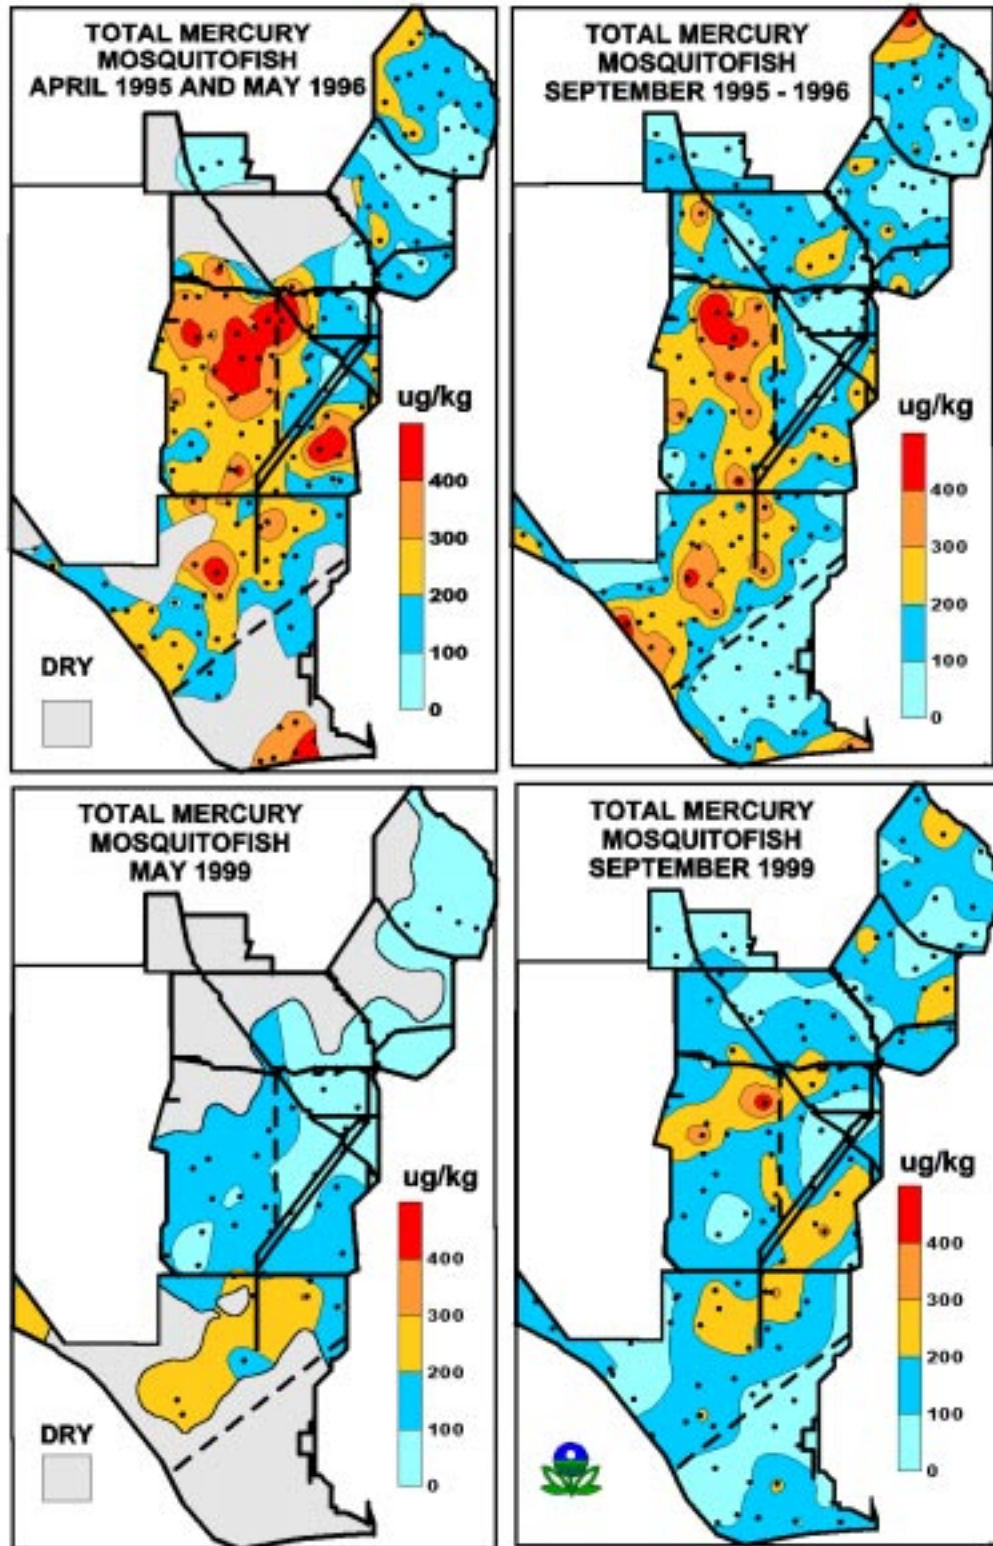 TOTAL MERCURY
MOSQUITOFISH
APRIL 1995 AND MAY 1996
ug/kg
400
300
200
100
0
DRY
TOTAL MERCURY
MOSQUITOFISH
SEPTEMBER 1995 - 1996
ug/kg
400
300
200
100
0
TOTAL MERCURY
MOSQUITOFISH
MAY 1999
ug/kg
400
300
200
100
0
DRY
TOTAL MERCURY
MOSQUITOFISH
SEPTEMBER 1999
ug/kg
400
300
200
100
0